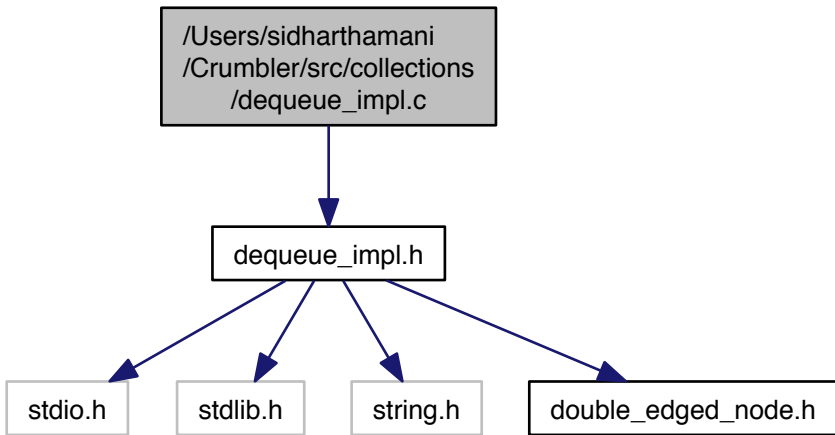 /Users/sidharthamani
/Crumbler/src/collections
/dequeue_impl.c
dequeue_impl.h
stdio.h
stdlib.h
string.h
double_edged_node.h